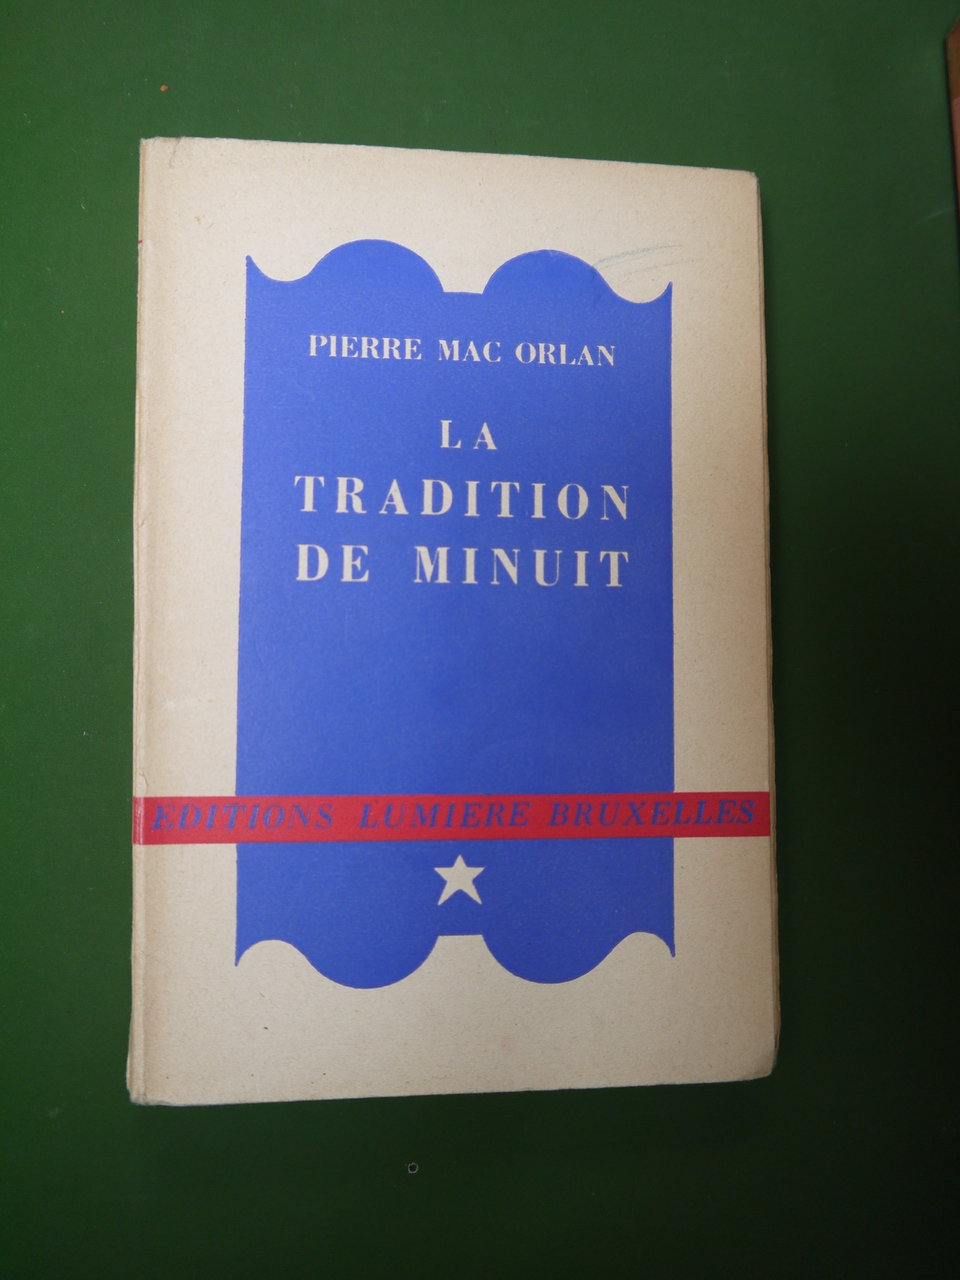 PIERRE MAC ORLAN
LA
TRADITION
DE MINUIT
EDITIONS LUMIERE BRUXELLES